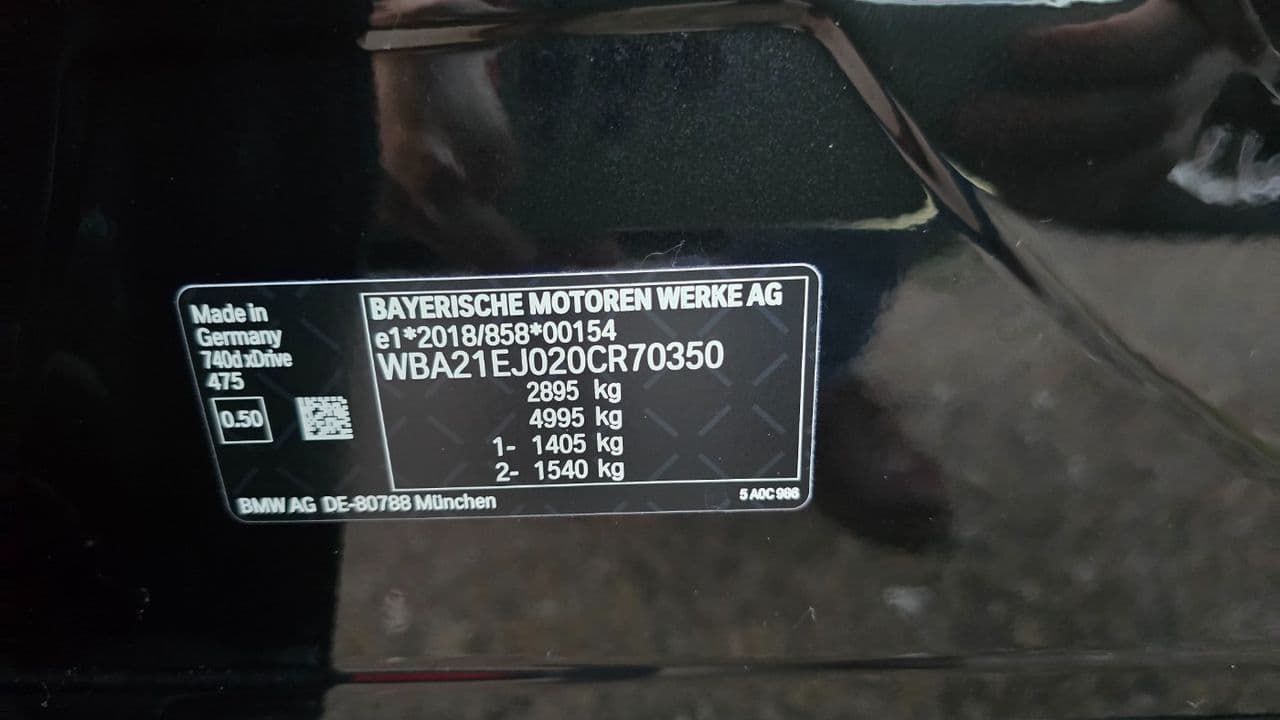 Made in
Germany
740d xDrive
475
0.50
BAYERISCHE MOTOREN WERKE AG
e1*2018/858*00154
WBA21EJ020CR70350
2895 kg
4995 kg
1- 1405 kg
2- 1540 kg
BMW AG DE-80788 München
5 A0C 986